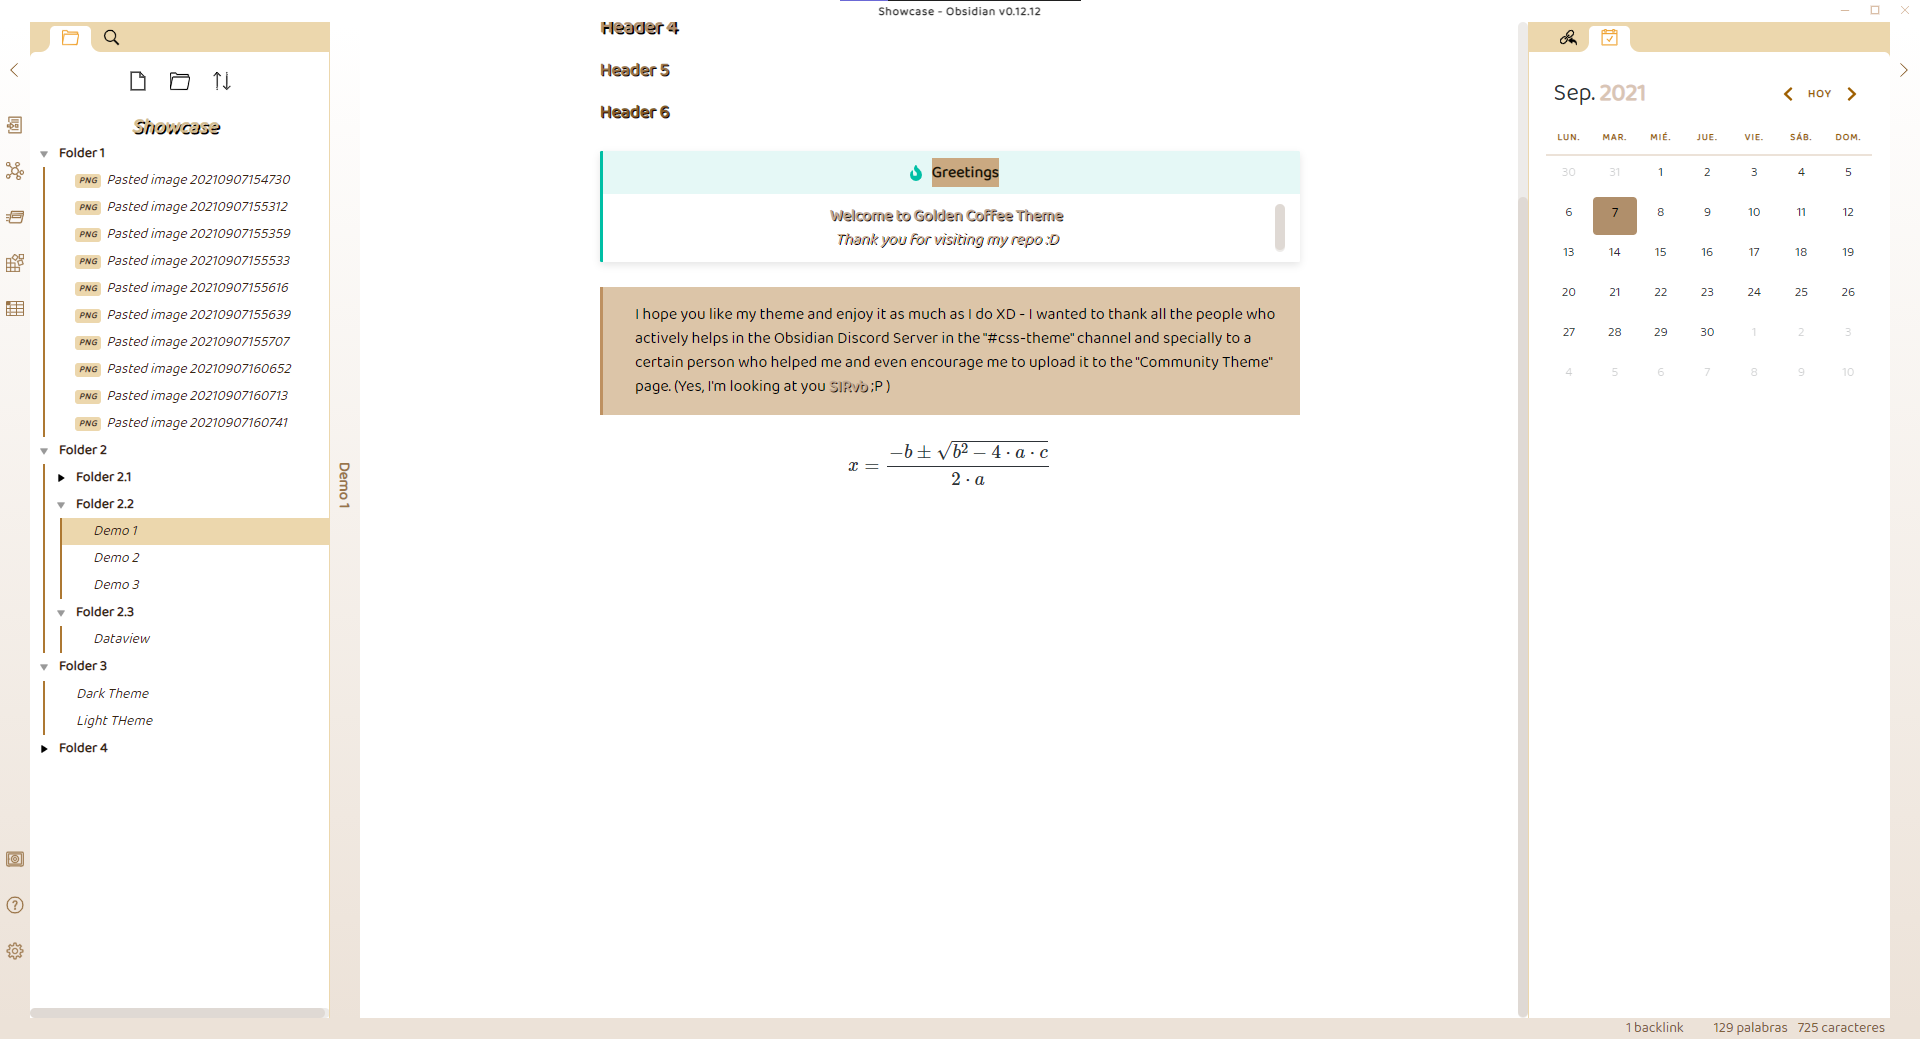 Showcase - Obsidian v0.12.12
Showcase
Folder 1
PNG Pasted image 20210907154730
PNG Pasted image 20210907155312
PNG Pasted image 20210907155359
PNG Pasted image 20210907155533
PNG Pasted image 20210907155616
PNG Pasted image 20210907155639
PNG Pasted image 20210907155707
PNG Pasted image 20210907160652
PNG Pasted image 20210907160713
PNG Pasted image 20210907160741
Folder 2
Folder 2.1
Folder 2.2
Demo 1
Demo 2
Demo 3
Folder 2.3
Dataview
Folder 3
Dark Theme
Light THeme
Folder 4
Demo 1
Header 4
Header 5
Header 6
Greetings
Welcome to Golden Coffee Theme
Thank you for visiting my repo :D
I hope you like my theme and enjoy it as much as I do XD - I wanted to thank all the people who
actively helps in the Obsidian Discord Server in the "#css-theme" channel and specially to a
certain person who helped me and even encourage me to upload it to the "Community Theme"
page. (Yes, I'm looking at you SIRvb ;P )
x = (−b ± √(b² − 4 · a · c)) / (2 · a)
Sep. 2021
HOY
LUN. MAR. MIÉ. JUE. VIE. SÁB. DOM.
30 31 1 2 3 4 5
6 7 8 9 10 11 12
13 14 15 16 17 18 19
20 21 22 23 24 25 26
27 28 29 30 1 2 3
4 5 6 7 8 9 10
1 backlink 129 palabras 725 caracteres